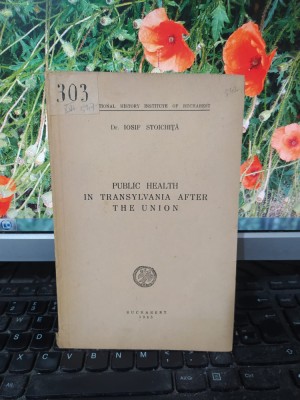 303
NATIONAL HISTORY INSTITUTE OF BUCHAREST
Dr. IOSIF STOICHIȚĂ
PUBLIC HEALTH
IN TRANSYLVANIA AFTER
THE UNION
BUCHAREST